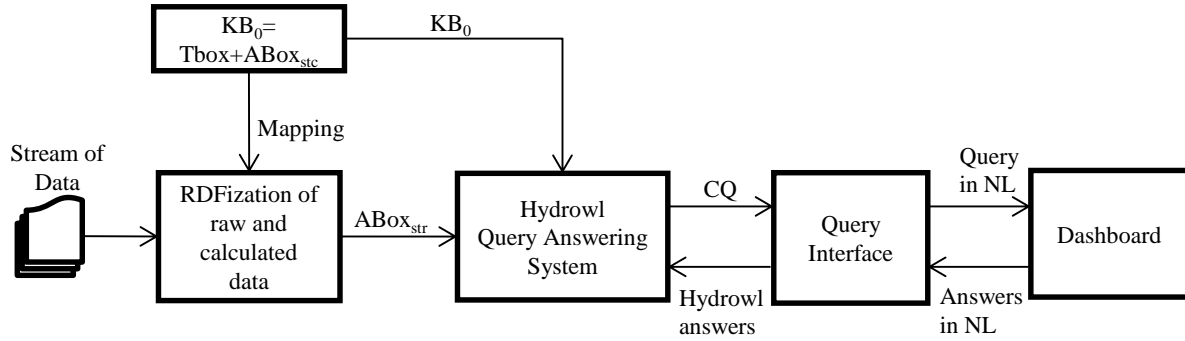 KB0=
Tbox+ABoxstc
KB0
Mapping
Stream of
Data
RDFization of
raw and
calculated
data
ABoxstr
Hydrowl
Query Answering
System
CQ
Hydrowl
answers
Query
Interface
Query
in NL
Answers
in NL
Dashboard